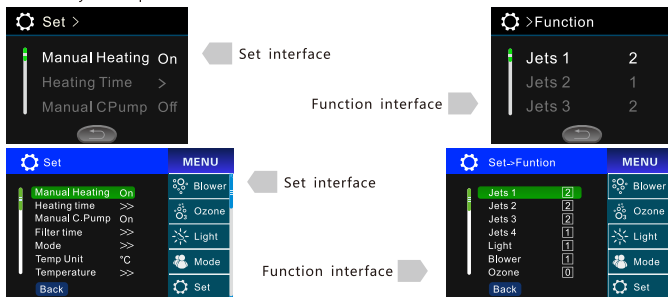 Set >
Manual Heating On
Heating Time >
Manual CPump Off
Set interface
>Function
Jets 1 2
Jets 2 1
Jets 3 2
Function interface
Set
MENU
Manual Heating On
Heating time >>
Manual C.Pump On
Filter time >>
Mode >>
Temp Unit °C
Temperature >>
Back
Blower
Ozone
Light
Mode
Set
Set interface
Set->Funtion
MENU
Jets 1 2
Jets 2 2
Jets 3 2
Jets 4 1
Light 1
Blower 1
Ozone 0
Back
Blower
Ozone
Light
Mode
Set
Function interface